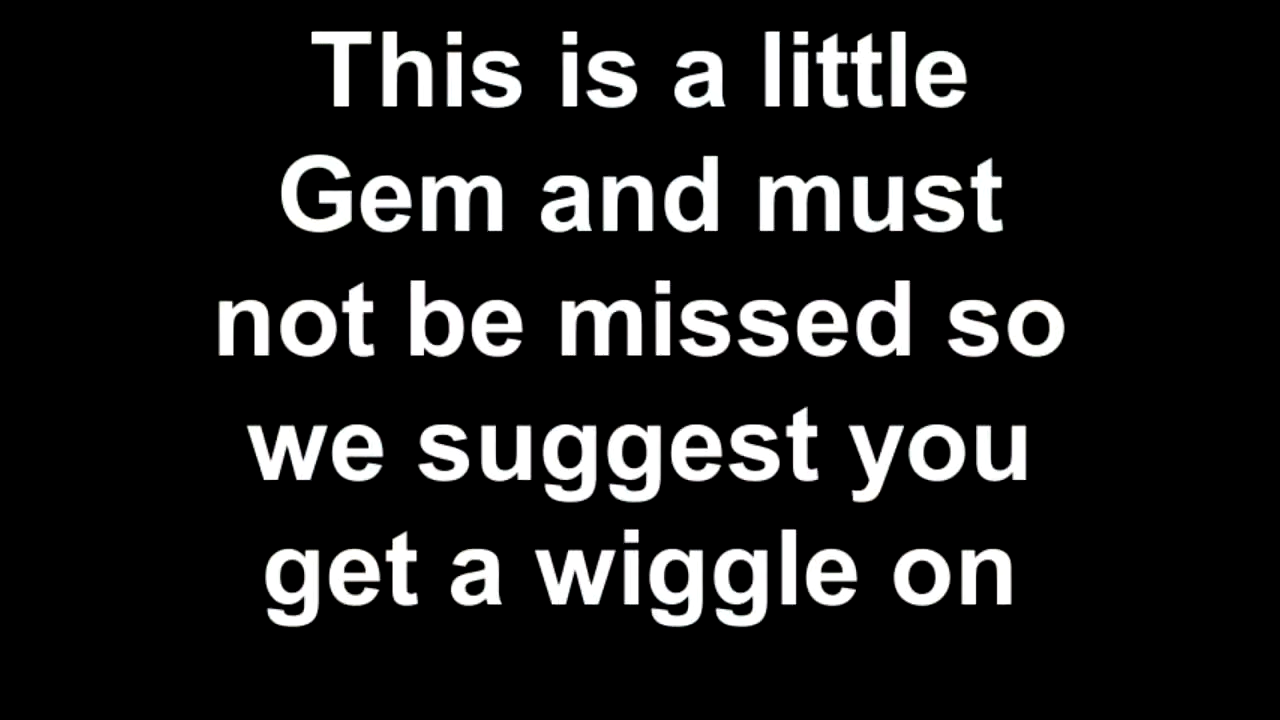 This is a little
Gem and must
not be missed so
we suggest you
get a wiggle on